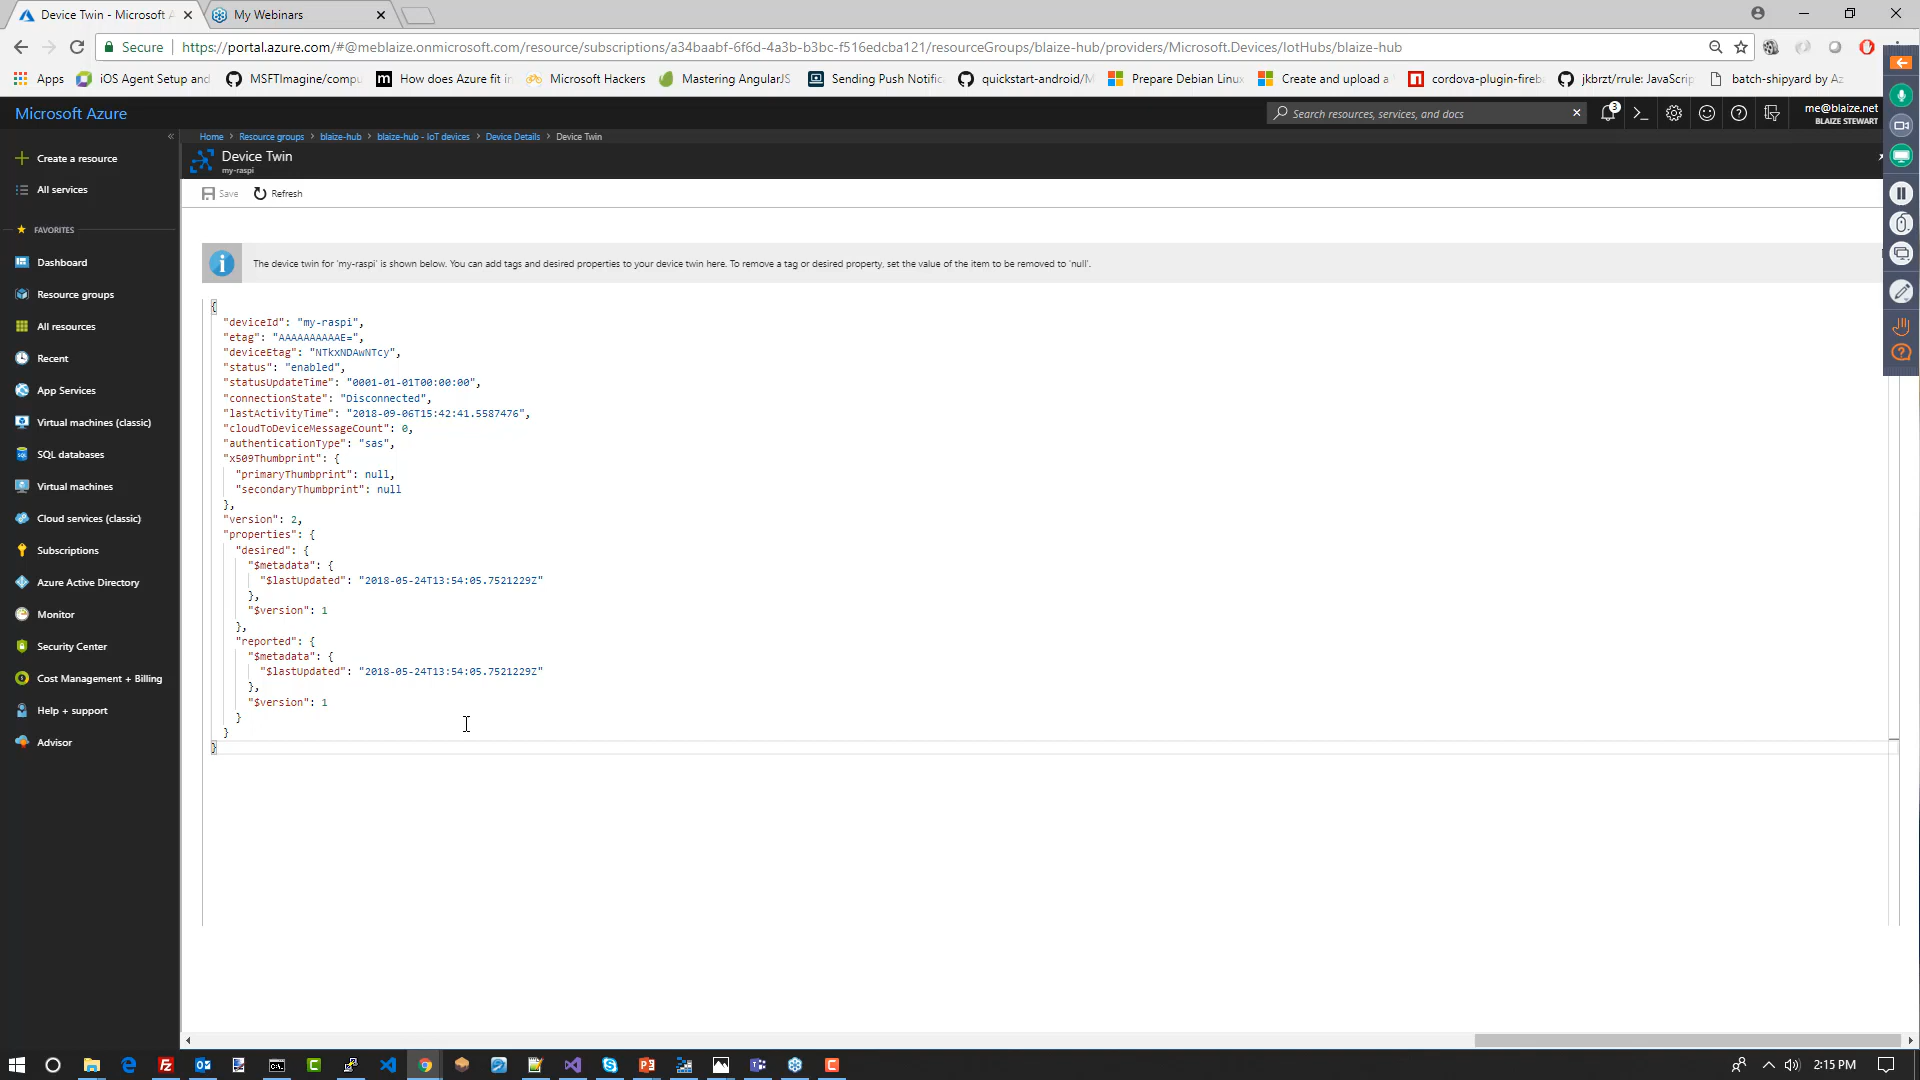 Device Twin - Microsoft A
My Webinars
Secure
https://portal.azure.com/#@meblaize.onmicrosoft.com/resource/subscriptions/a34baabf-6f6d-4a3b-b3bc-f516edcba121/resourceGroups/blaize-hub/providers/Microsoft.Devices/IotHubs/blaize-hub
Apps
iOS Agent Setup and
MSFTImagine/compu
How does Azure fit in
Microsoft Hackers
Mastering AngularJS
Sending Push Notific
quickstart-android/M
Prepare Debian Linux
Create and upload a
cordova-plugin-fireb
jkbrzt/rrule: JavaScrip
batch-shipyard by Az
Microsoft Azure
Search resources, services, and docs
3
me@blaize.net
BLAIZE STEWART
Home > Resource groups > blaize-hub > blaize-hub - IoT devices > Device Details > Device Twin
Device Twin
my-raspi
Save
Refresh
Create a resource
All services
FAVORITES
Dashboard
Resource groups
All resources
Recent
App Services
Virtual machines (classic)
SQL databases
Virtual machines
Cloud services (classic)
Subscriptions
Azure Active Directory
Monitor
Security Center
Cost Management + Billing
Help + support
Advisor
The device twin for 'my-raspi' is shown below. You can add tags and desired properties to your device twin here. To remove a tag or desired property, set the value of the item to be removed to 'null'.
{
"deviceId": "my-raspi",
"etag": "AAAAAAAAAAE=",
"deviceEtag": "NTkxNDAwNTcy",
"status": "enabled",
"statusUpdateTime": "0001-01-01T00:00:00",
"connectionState": "Disconnected",
"lastActivityTime": "2018-09-06T15:42:41.5587476",
"cloudToDeviceMessageCount": 0,
"authenticationType": "sas",
"x509Thumbprint": {
"primaryThumbprint": null,
"secondaryThumbprint": null
},
"version": 2,
"properties": {
"desired": {
"$metadata": {
"$lastUpdated": "2018-05-24T13:54:05.7521229Z"
},
"$version": 1
},
"reported": {
"$metadata": {
"$lastUpdated": "2018-05-24T13:54:05.7521229Z"
},
"$version": 1
}
}
}
2:15 PM